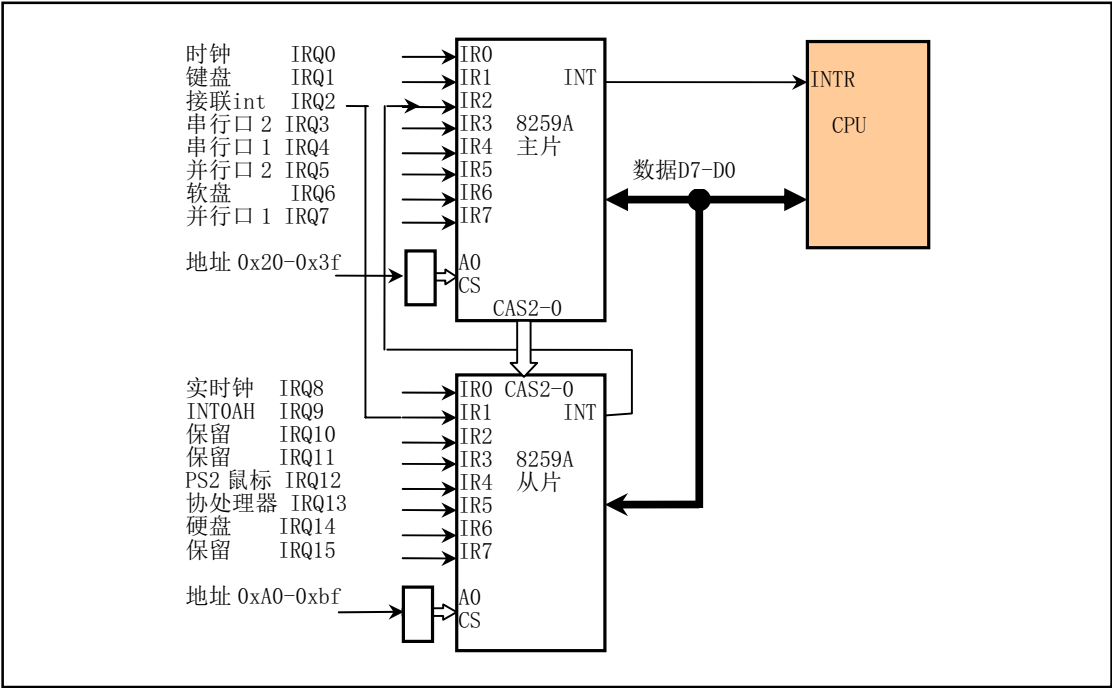 时钟 IRQ0
键盘 IRQ1
接联int IRQ2
串行口 2 IRQ3
串行口 1 IRQ4
并行口 2 IRQ5
软盘 IRQ6
并行口 1 IRQ7
地址 0x20-0x3f
IR0
IR1
IR2
IR3
IR4
IR5
IR6
IR7
A0
CS
INT
8259A
主片
CAS2-0
INTR
CPU
数据D7-D0
实时钟 IRQ8
INT0AH IRQ9
保留 IRQ10
保留 IRQ11
PS2 鼠标 IRQ12
协处理器 IRQ13
硬盘 IRQ14
保留 IRQ15
地址 0xA0-0xbf
IR0 CAS2-0
IR1
IR2
IR3
IR4
IR5
IR6
IR7
A0
CS
INT
8259A
从片